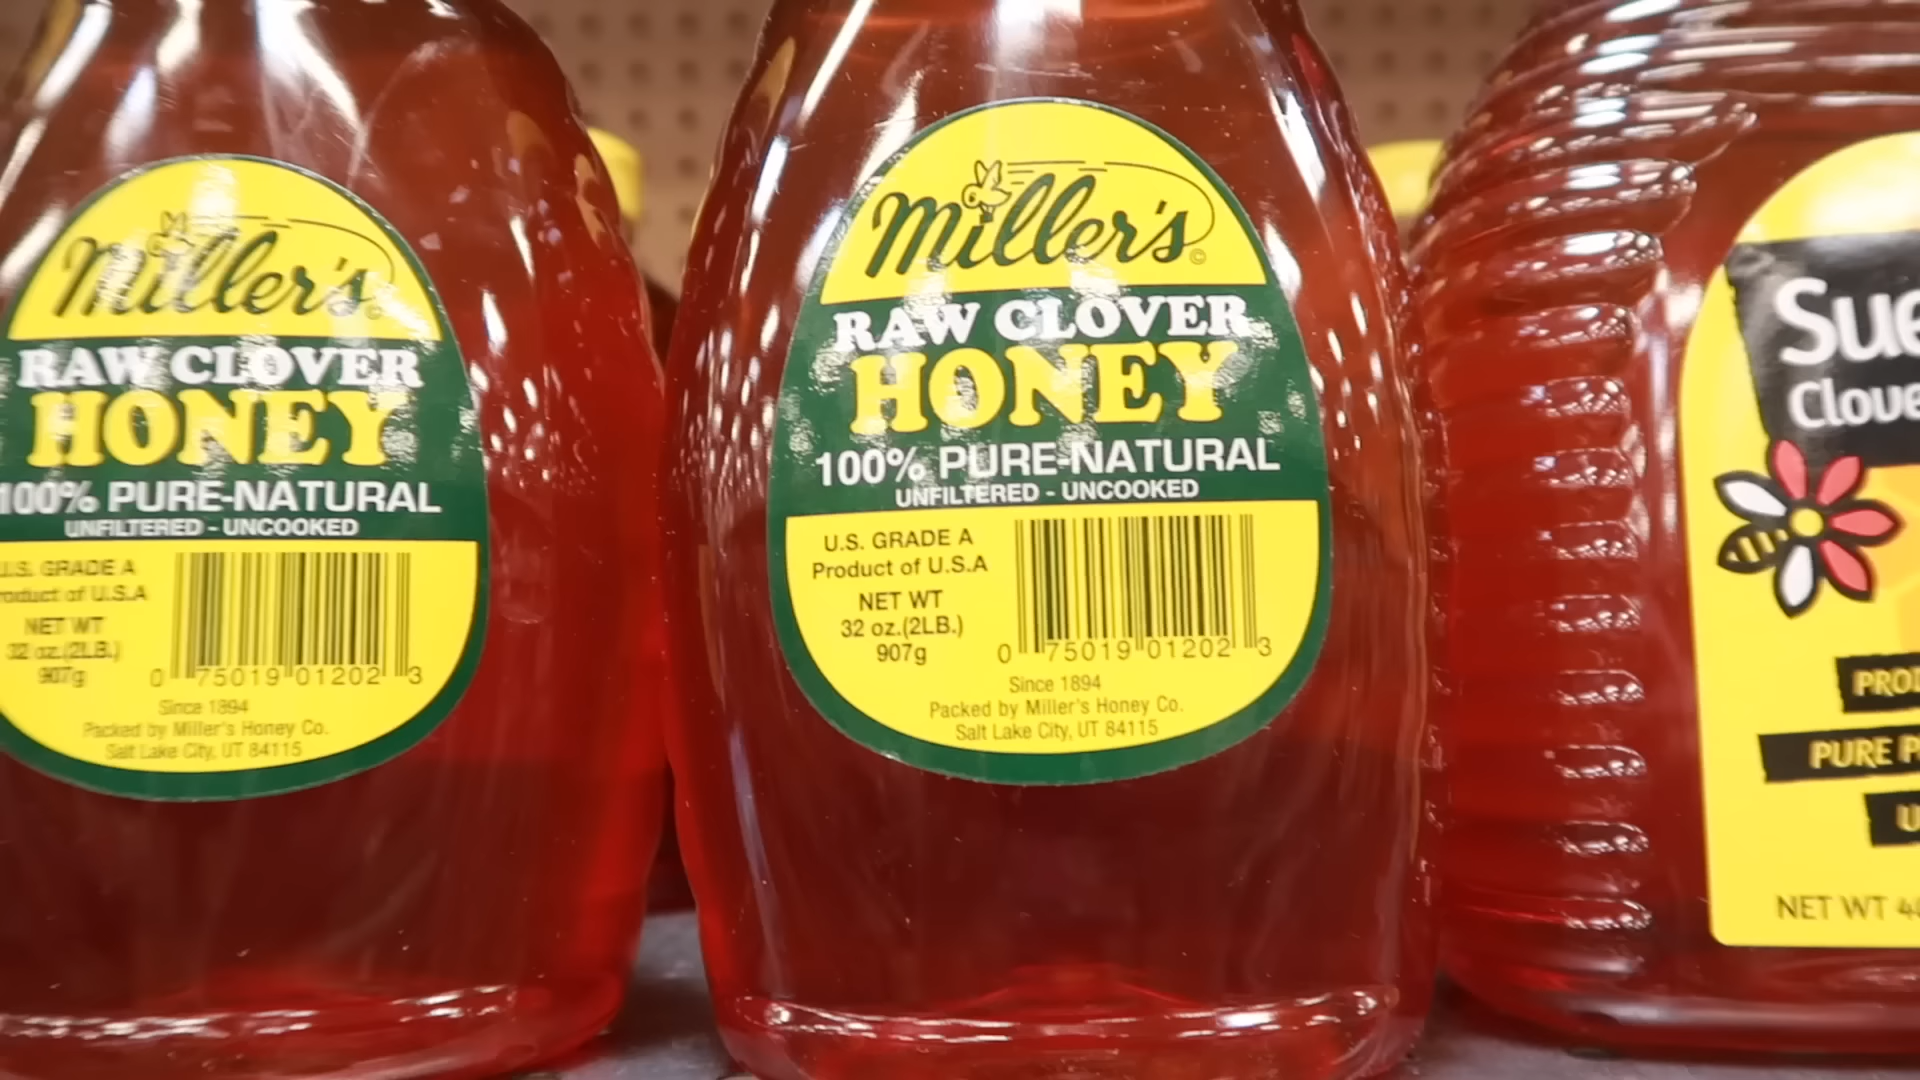 Miller's
RAW CLOVER
HONEY
100% PURE-NATURAL
UNFILTERED - UNCOOKED
U.S. GRADE A
Product of U.S.A
NET WT
32 oz.(2LB.)
907g
0 75019 01202 3
Since 1894
Packed by Miller's Honey Co.
Salt Lake City, UT 84115
Miller's©
RAW CLOVER
HONEY
100% PURE-NATURAL
UNFILTERED - UNCOOKED
U.S. GRADE A
Product of U.S.A
NET WT
32 oz.(2LB.)
907g
0 75019 01202 3
Since 1894
Packed by Miller's Honey Co.
Salt Lake City, UT 84115
Sue
Clove
PURE
NET WT